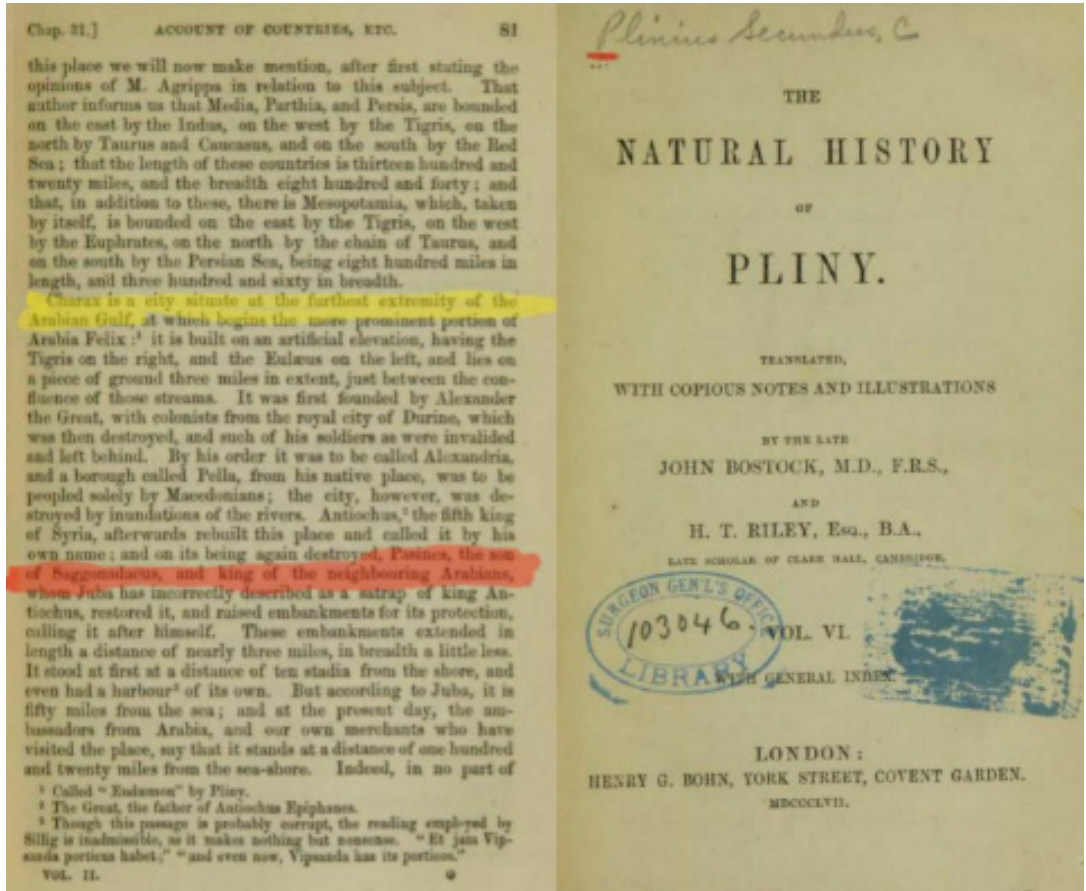 Chap. 31.] ACCOUNT OF COUNTRIES, ETC. 81
this place we will now make mention, after first stating the
opinions of M. Agrippa in relation to this subject. That
author informs us that Media, Parthia, and Persis, are bounded
on the east by the Indus, on the west by the Tigris, on the
north by Taurus and Caucasus, and on the south by the Red
Sea; that the length of these countries is thirteen hundred and
twenty miles, and the breadth eight hundred and forty; and
that, in addition to these, there is Mesopotamia, which, taken
by itself, is bounded on the east by the Tigris, on the west
by the Euphrates, on the north by the chain of Taurus, and
on the south by the Persian Sea, being eight hundred miles in
length, and three hundred and sixty in breadth.
Charax is a city situate at the furthest extremity of the
Arabian Gulf, at which begins the more prominent portion of
Arabia Felix:¹ it is built on an artificial elevation, having the
Tigris on the right, and the Eulæus on the left, and lies on
a piece of ground three miles in extent, just between the con-
fluence of those streams. It was first founded by Alexander
the Great, with colonists from the royal city of Durine, which
was then destroyed, and such of his soldiers as were invalided
and left behind. By his order it was to be called Alexandria,
and a borough called Pella, from his native place, was to be
peopled solely by Macedonians; the city, however, was de-
stroyed by inundations of the rivers. Antiochus,² the fifth king
of Syria, afterwards rebuilt this place and called it by his
own name; and on its being again destroyed, Pasines, the son
of Saggonadacus, and king of the neighbouring Arabians,
whom Juba has incorrectly described as a satrap of king An-
tiochus, restored it, and raised embankments for its protection,
calling it after himself. These embankments extended in
length a distance of nearly three miles, in breadth a little less.
It stood at first at a distance of ten stadia from the shore, and
even had a harbour³ of its own. But according to Juba, it is
fifty miles from the sea; and at the present day, the am-
bassadors from Arabia, and our own merchants who have
visited the place, say that it stands at a distance of one hundred
and twenty miles from the sea-shore. Indeed, in no part of
¹ Called "Eudæmon" by Pliny.
² The Great, the father of Antiochus Epiphanes.
³ Though this passage is probably corrupt, the reading employed by
Sillig is inadmissible, as it makes nothing but nonsense. "Et jam Vip-
sanda porticus habet;" "and even now, Vipsanda has its porticos."
VOL. II. G
Plinius Secundus, C
THE
NATURAL HISTORY
OF
PLINY.
TRANSLATED,
WITH COPIOUS NOTES AND ILLUSTRATIONS
BY THE LATE
JOHN BOSTOCK, M.D., F.R.S.,
AND
H. T. RILEY, Esq., B.A.,
LATE SCHOLAR OF CLARE HALL, CAMBRIDGE.
SURGEON GEN'L'S OFFICE
103046.
LIBRARY
VOL. VI.
WITH GENERAL INDEX
LONDON:
HENRY G. BOHN, YORK STREET, COVENT GARDEN.
MDCCCLVII.